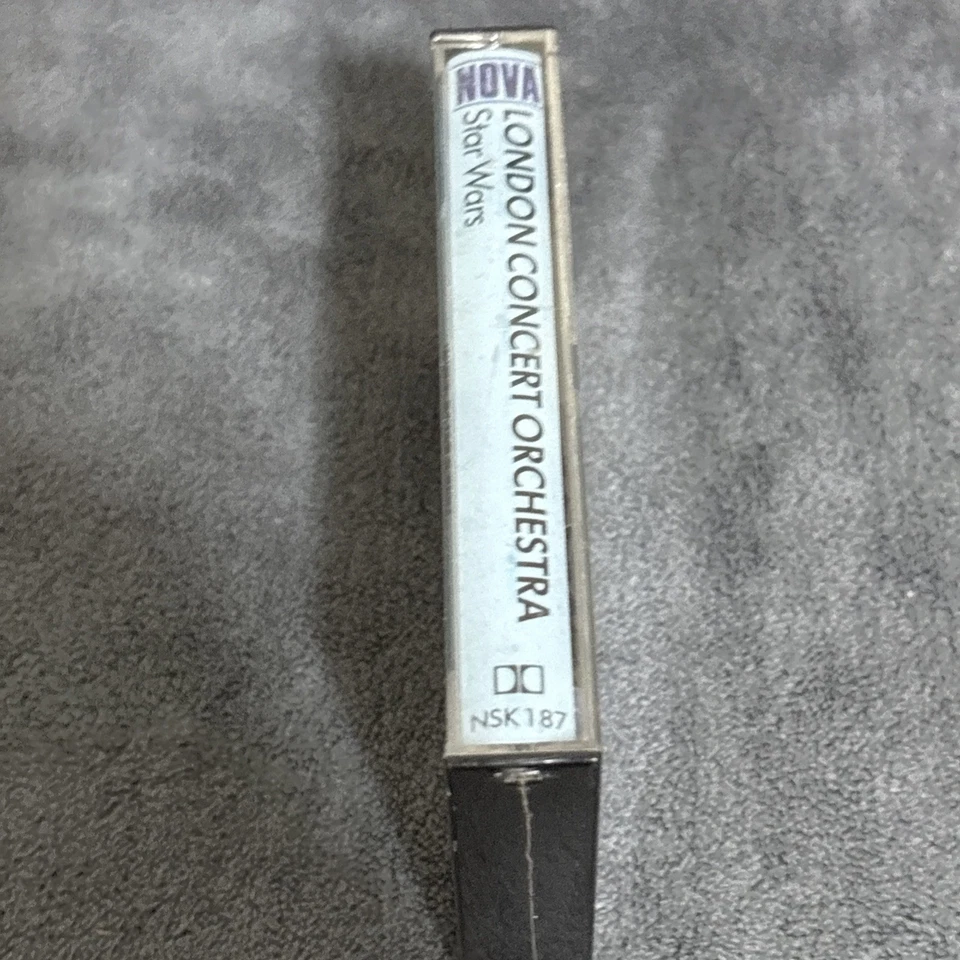 NOVA
LONDON CONCERT ORCHESTRA
Star Wars
NSK 187